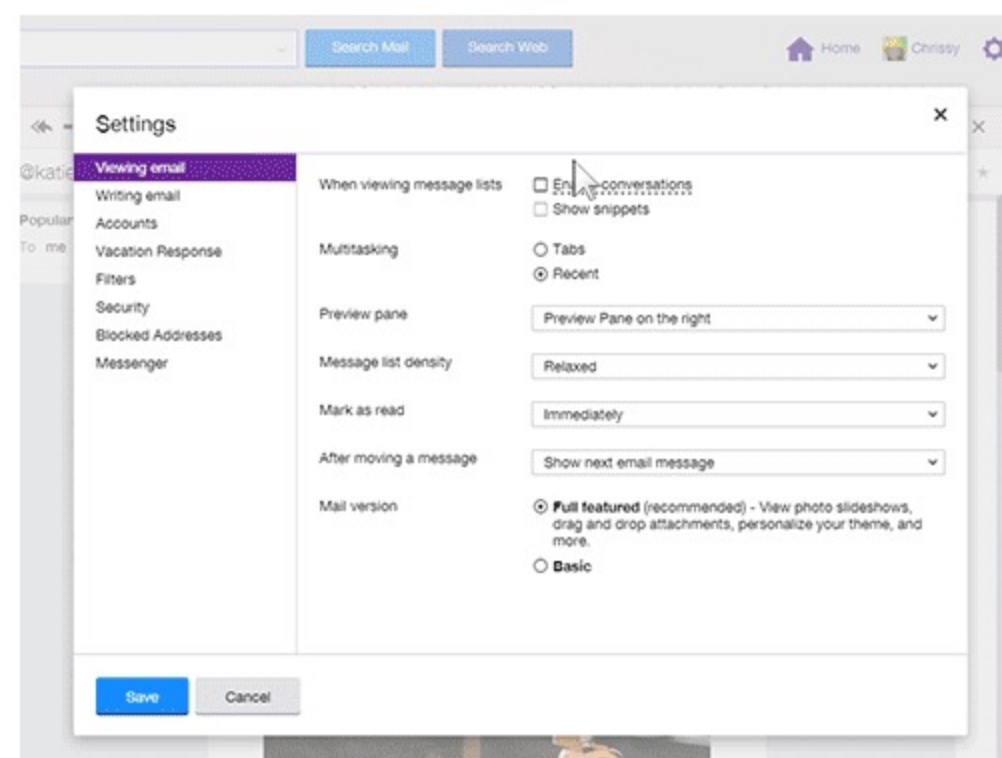 Search Mail
Search Web
Home
Chrissy
Settings
@katie
Viewing email
When viewing message lists
conversations
Writing email
Show snippets
Popular
Accounts
To me
Multitasking
Tabs
Vacation Response
Recent
Filters
Security
Preview pane
Preview Pane on the right
Blocked Addresses
Messenger
Message list density
Relaxed
Mark as read
Immediately
After moving a message
Show next email message
Mail version
Full featured (recommended) - View photo slideshows,
drag and drop attachments, personalize your theme, and
more.
Basic
Save
Cancel